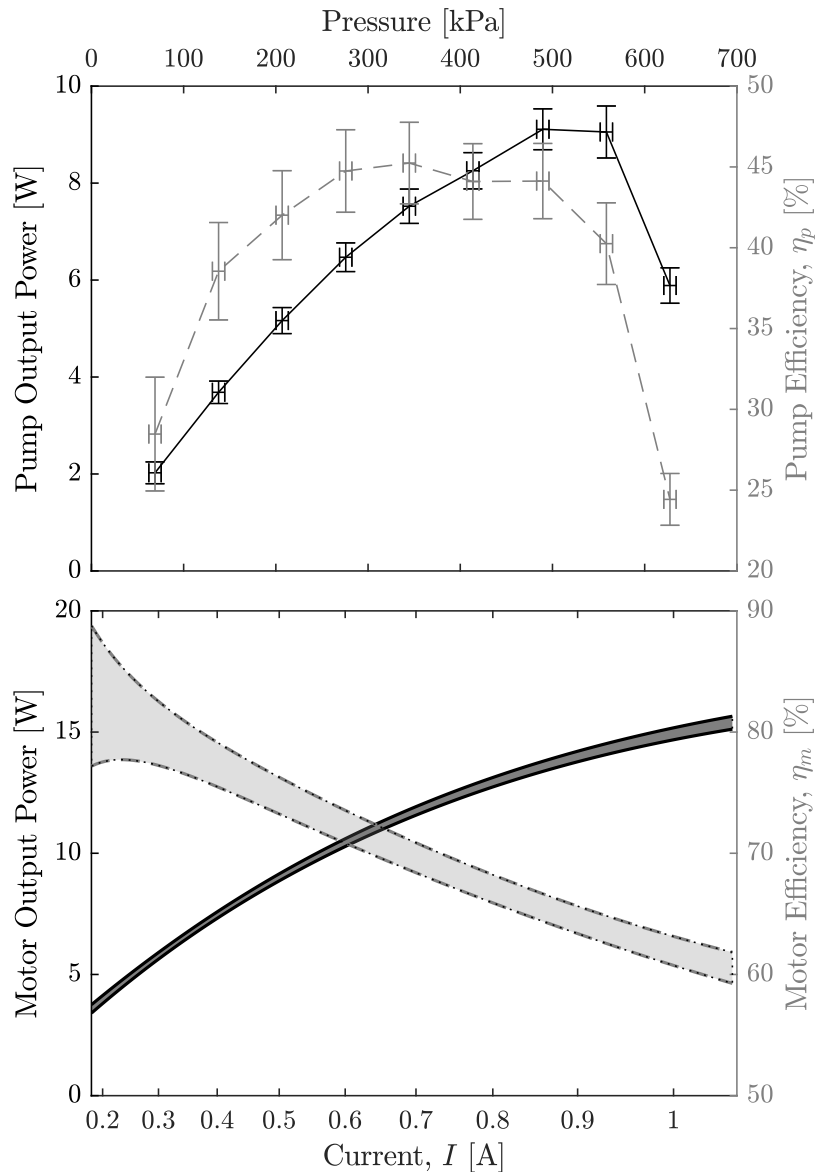 Pressure [kPa]
0 100 200 300 400 500 600 700
10 50
45
8
40
6
35
4
30
2
25
0 20
Pump Output Power [W]
Pump Efficiency, ηₚ [%]
20 90
15 80
10 70
5 60
0 50
Motor Output Power [W]
Motor Efficiency, ηₘ [%]
0.2 0.3 0.4 0.5 0.6 0.7 0.8 0.9 1
Current, I [A]